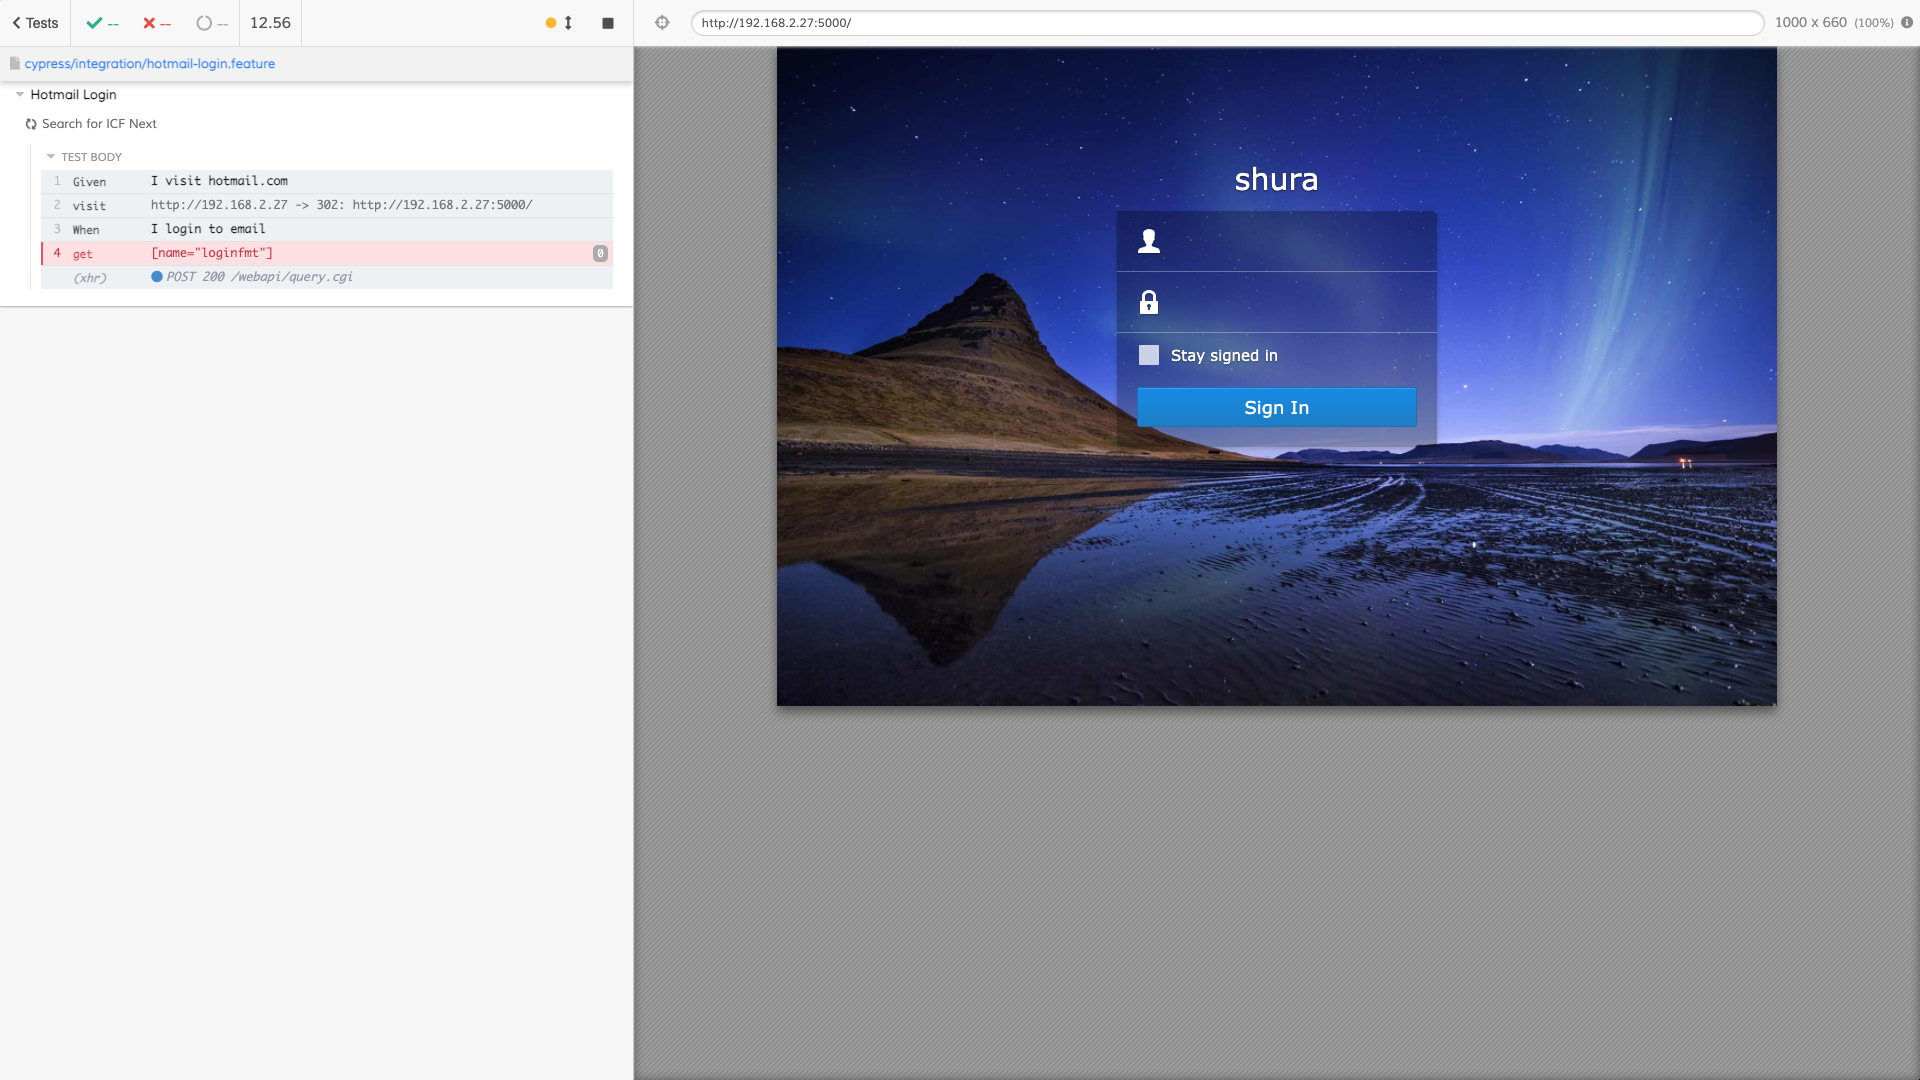 Tests -- -- -- 12.56
http://192.168.2.27:5000/ 1000 x 660 (100%)
cypress/integration/hotmail-login.feature
Hotmail Login
Search for ICF Next
TEST BODY
1 Given I visit hotmail.com
2 visit http://192.168.2.27 -> 302: http://192.168.2.27:5000/
3 When I login to email
4 get [name="loginfmt"] 0
(xhr) POST 200 /webapi/query.cgi
shura
Stay signed in
Sign In